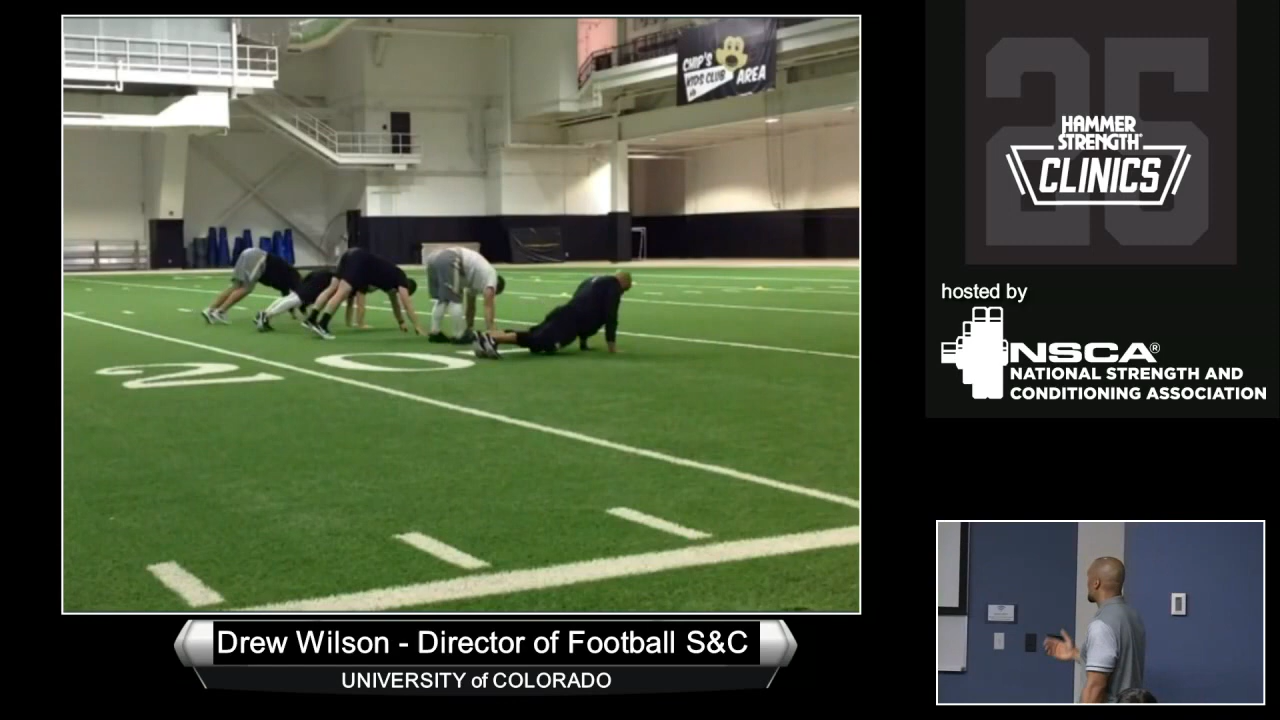 CHIP'S
KIDS CLUB
AREA
20
25
HAMMER
STRENGTH
CLINICS
hosted by
NSCA®
NATIONAL STRENGTH AND
CONDITIONING ASSOCIATION
Drew Wilson - Director of Football S&C
UNIVERSITY of COLORADO